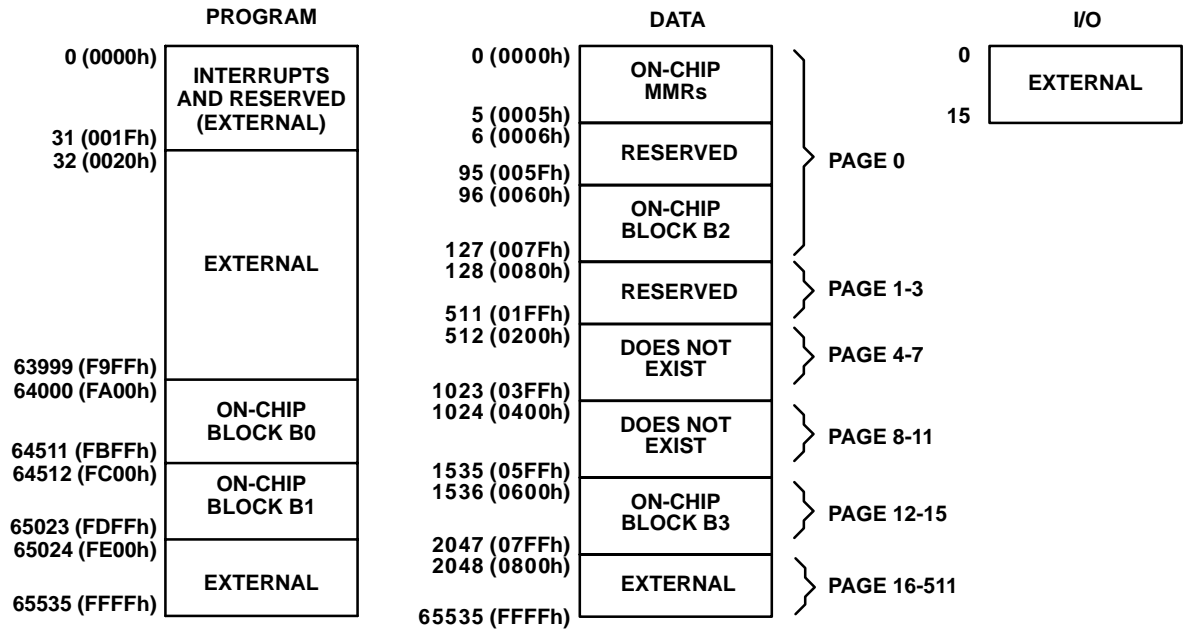 PROGRAM
0 (0000h)
INTERRUPTS
AND RESERVED
(EXTERNAL)
31 (001Fh)
32 (0020h)
EXTERNAL
63999 (F9FFh)
64000 (FA00h)
ON-CHIP
BLOCK B0
64511 (FBFFh)
64512 (FC00h)
ON-CHIP
BLOCK B1
65023 (FDFFh)
65024 (FE00h)
EXTERNAL
65535 (FFFFh)
DATA
0 (0000h)
ON-CHIP
MMRs
5 (0005h)
6 (0006h)
RESERVED
95 (005Fh)
96 (0060h)
ON-CHIP
BLOCK B2
127 (007Fh)
PAGE 0
128 (0080h)
RESERVED
PAGE 1-3
511 (01FFh)
512 (0200h)
DOES NOT
EXIST
PAGE 4-7
1023 (03FFh)
1024 (0400h)
DOES NOT
EXIST
PAGE 8-11
1535 (05FFh)
1536 (0600h)
ON-CHIP
BLOCK B3
PAGE 12-15
2047 (07FFh)
2048 (0800h)
EXTERNAL
PAGE 16-511
65535 (FFFFh)
I/O
0
EXTERNAL
15